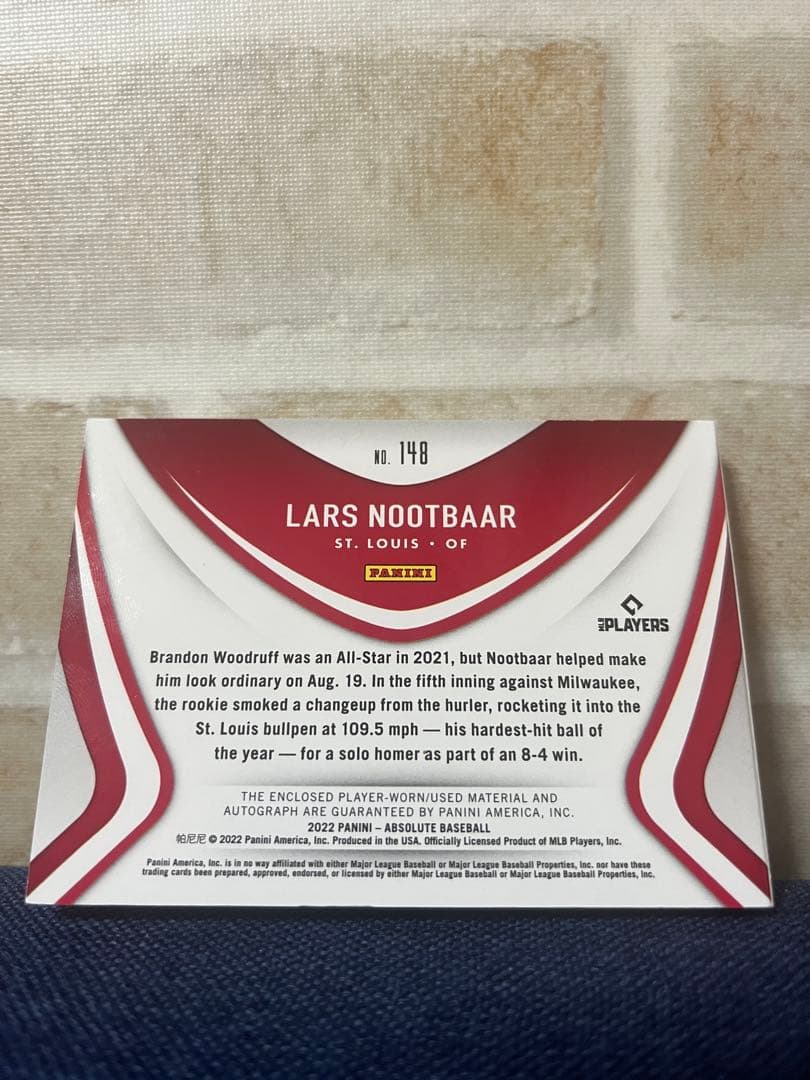 NO. 148
LARS NOOTBAAR
ST. LOUIS • OF
PANINI
MLB PLAYERS
Brandon Woodruff was an All-Star in 2021, but Nootbaar helped make
him look ordinary on Aug. 19. In the fifth inning against Milwaukee,
the rookie smoked a changeup from the hurler, rocketing it into the
St. Louis bullpen at 109.5 mph — his hardest-hit ball of
the year — for a solo homer as part of an 8-4 win.
THE ENCLOSED PLAYER-WORN/USED MATERIAL AND
AUTOGRAPH ARE GUARANTEED BY PANINI AMERICA, INC.
2022 PANINI – ABSOLUTE BASEBALL
帕尼尼 © 2022 Panini America, Inc. Produced in the USA. Officially Licensed Product of MLB Players, Inc.
Panini America, Inc. is in no way affiliated with either Major League Baseball or Major League Baseball Properties, Inc. nor have these
trading cards been prepared, approved, endorsed, or licensed by either Major League Baseball or Major League Baseball Properties, Inc.